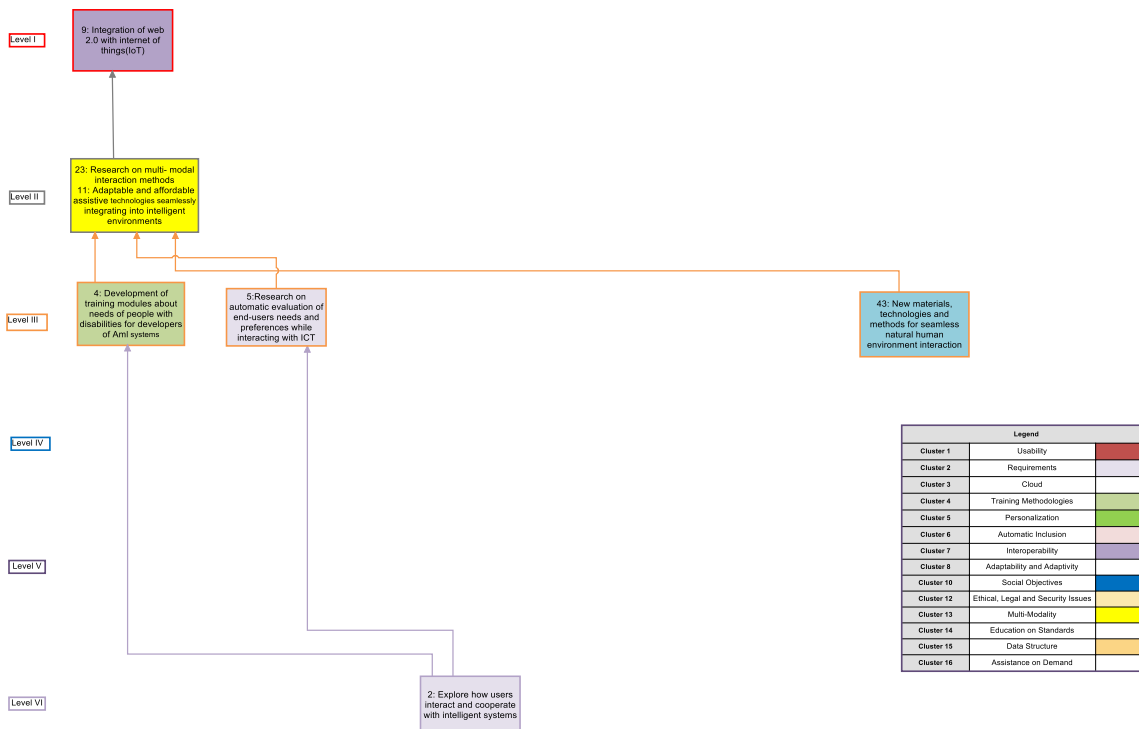 Level I
9: Integration of web
2.0 with internet of
things(IoT)
Level II
23: Research on multi- modal
interaction methods
11: Adaptable and affordable
assistive technologies seamlessly
integrating into intelligent
environments
Level III
4: Development of
training modules about
needs of people with
disabilities for developers
of AmI systems
5:Research on
automatic evaluation of
end-users needs and
preferences while
interacting with ICT
43: New materials,
technologies and
methods for seamless
natural human
environment interaction
Level IV
Level V
Level VI
2: Explore how users
interact and cooperate
with intelligent systems
Legend
Cluster 1 Usability
Cluster 2 Requirements
Cluster 3 Cloud
Cluster 4 Training Methodologies
Cluster 5 Personalization
Cluster 6 Automatic Inclusion
Cluster 7 Interoperability
Cluster 8 Adaptability and Adaptivity
Cluster 10 Social Objectives
Cluster 12 Ethical, Legal and Security Issues
Cluster 13 Multi-Modality
Cluster 14 Education on Standards
Cluster 15 Data Structure
Cluster 16 Assistance on Demand